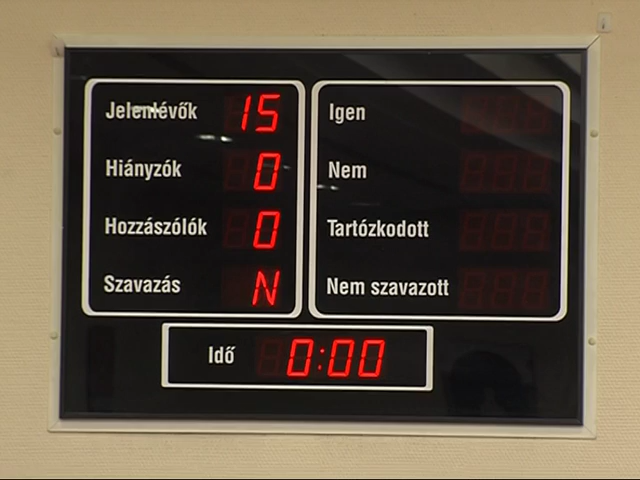 Jelenlévők 15
Hiányzók 0
Hozzászólók 0
Szavazás N
Igen
Nem
Tartózkodott
Nem szavazott
Idő 0:00